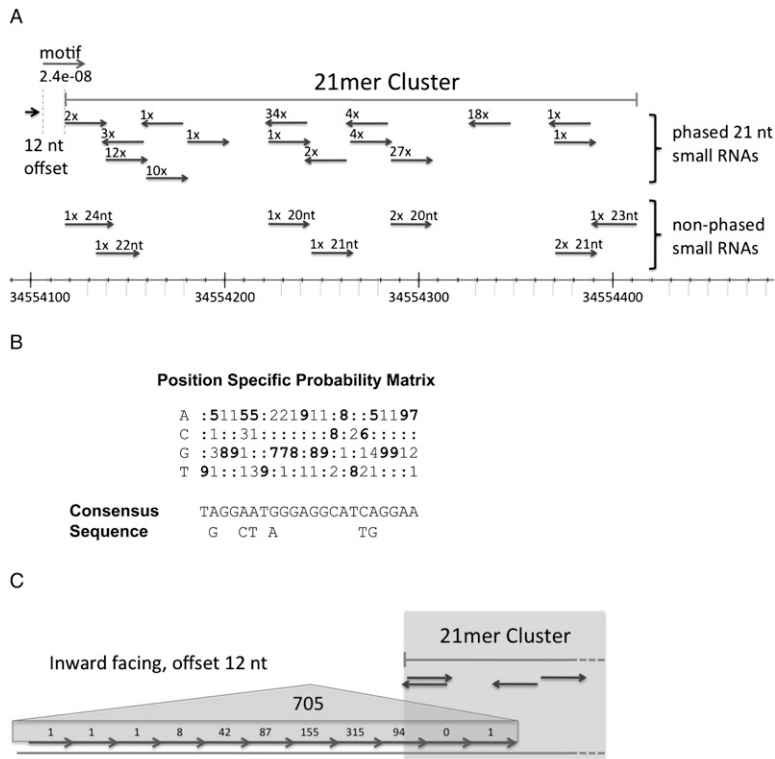 A
motif
2.4e-08
21mer Cluster
2x 1x 34x 4x 18x 1x
3x 1x 1x 4x 1x
12x 2x 27x
10x
12 nt
offset
phased 21 nt
small RNAs
1x 24nt 1x 20nt 2x 20nt 1x 23nt
1x 22nt 1x 21nt 2x 21nt
non-phased
small RNAs
34554100 34554200 34554300 34554400
B
Position Specific Probability Matrix
A :51155:221911:8::51197
C :1::31:::::::8:26:::::
G :3891::778:89:1:149912
T 91::139:1:11:2:821:::1
Consensus TAGGAATGGGAGGCATCAGGAA
Sequence G CT A TG
C
21mer Cluster
Inward facing, offset 12 nt
705
1 1 1 8 42 87 155 315 94 0 1